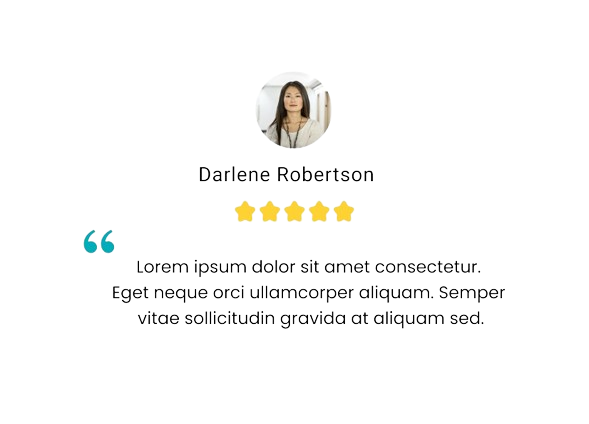 Darlene Robertson
“
Lorem ipsum dolor sit amet consectetur.
Eget neque orci ullamcorper aliquam. Semper
vitae sollicitudin gravida at aliquam sed.